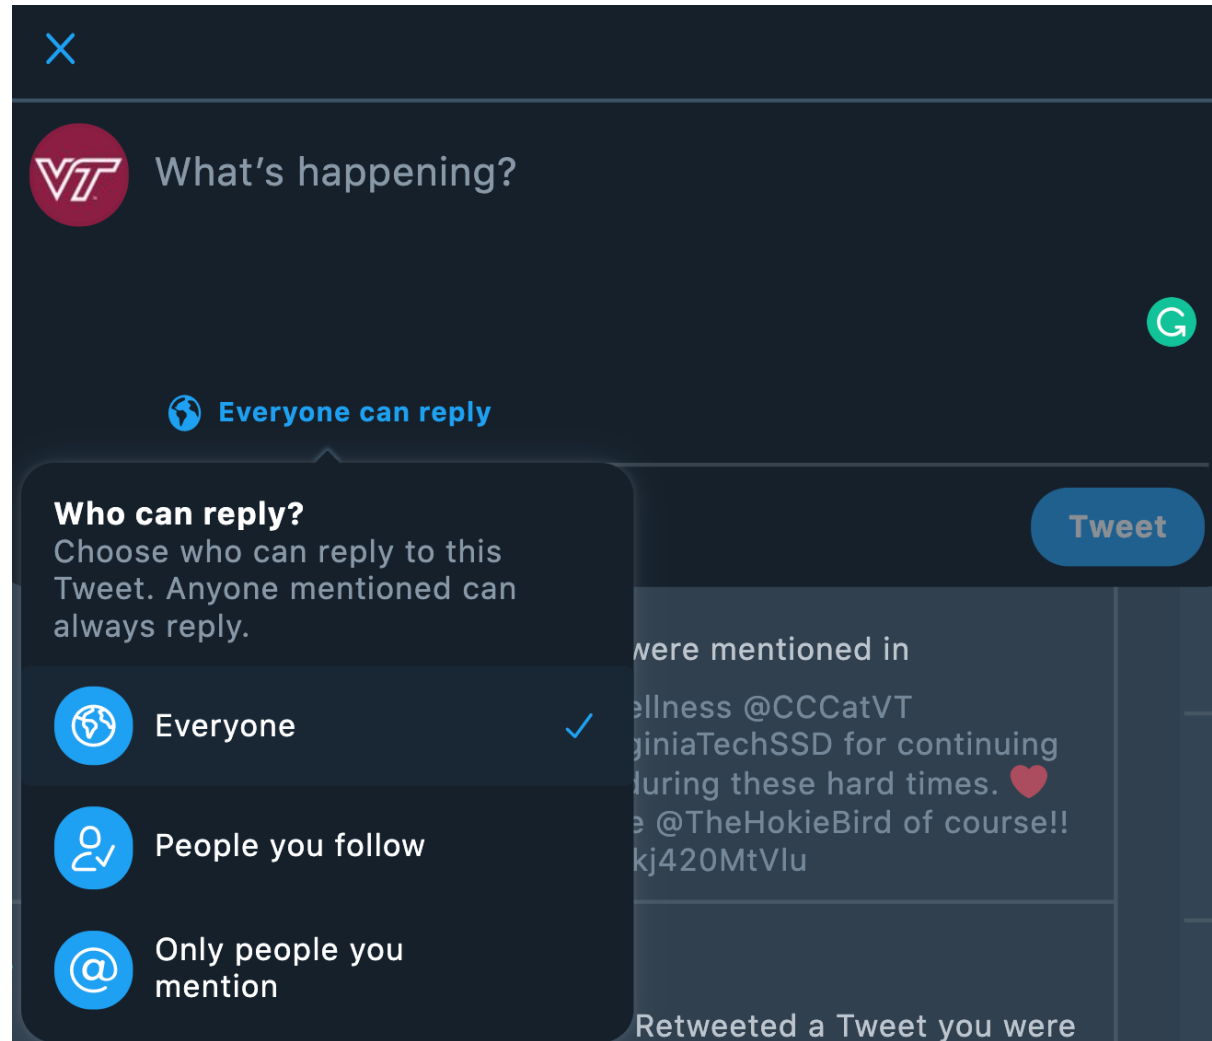 VT
What's happening?
Everyone can reply
Who can reply?
Choose who can reply to this
Tweet. Anyone mentioned can
always reply.
Tweet
Everyone
People you follow
@
Only people you
mention
were mentioned in
@CCCatVT
for continuing
during these hard times.
@TheHokieBird of course!!
kj420MtVlu
Retweeted a Tweet you were